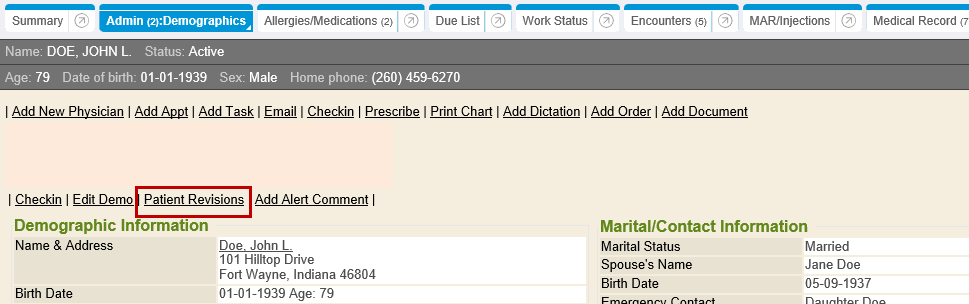 Summary Admin (2):Demographics Allergies/Medications (2) Due List Work Status Encounters (5) MAR/Injections Medical Record (7
Name: DOE, JOHN L. Status: Active
Age: 79 Date of birth: 01-01-1939 Sex: Male Home phone: (260) 459-6270
| Add New Physician | Add Appt | Add Task | Email | Checkin | Prescribe | Print Chart | Add Dictation | Add Order | Add Document
| Checkin | Edit Demo | Patient Revisions | Add Alert Comment |
Demographic Information
Name & Address Doe, John L.
101 Hilltop Drive
Fort Wayne, Indiana 46804
Birth Date 01-01-1939 Age: 79
Marital/Contact Information
Marital Status Married
Spouse's Name Jane Doe
Birth Date 05-09-1937
Emergency Contact Daughter Doe